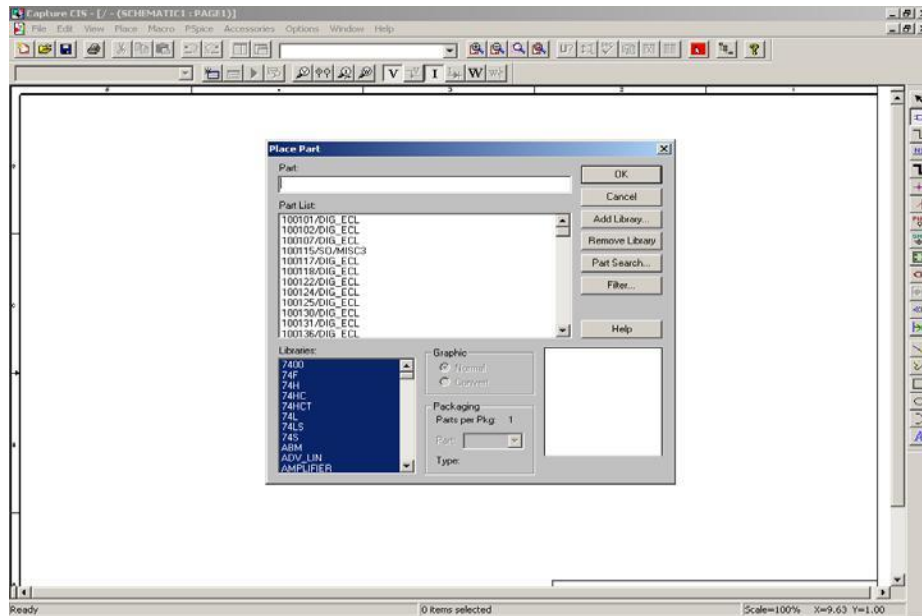 Capture CIS - [/ - (SCHEMATIC1 : PAGE1)]
File Edit View Place Macro PSpice Accessories Options Window Help
U?
V I W
Place Part
Part:
OK
Cancel
Part List:
Add Library...
100101/DIG_ECL
100102/DIG_ECL
100107/DIG_ECL
Remove Library
100115/SO/MISC3
100117/DIG_ECL
Part Search...
100118/DIG_ECL
100122/DIG_ECL
Filter...
100124/DIG_ECL
100125/DIG_ECL
100130/DIG_ECL
100131/DIG_ECL
Help
100136/DIG_ECL
Libraries:
Graphic
7400
Normal
74F
74H
Convert
74HC
74HCT
Packaging
74L
Parts per Pkg: 1
74LS
74S
Part:
ABM
ADV_LIN
Type:
AMPLIFIER
Ready
0 items selected
Scale=100% X=9.63 Y=1.00